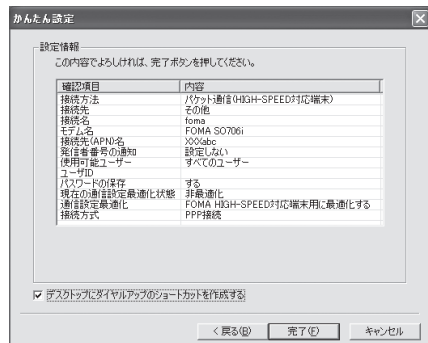 かんたん設定
設定情報
この内容でよろしければ、完了ボタンを押してください。
確認項目 内容
接続方法 パケット通信(HIGH-SPEED対応端末)
接続先 その他
接続名 foma
モデム名 FOMA SO706i
接続先(APN)名 XXXabc
発信者番号の通知 設定しない
使用可能ユーザー すべてのユーザー
ユーザID
パスワードの保存 する
現在の通信設定最適化状態 非最適化
通信設定最適化 FOMA HIGH-SPEED対応端末用に最適化する
接続方式 PPP接続
デスクトップにダイヤルアップのショートカットを作成する
< 戻る(B) 完了(F) キャンセル